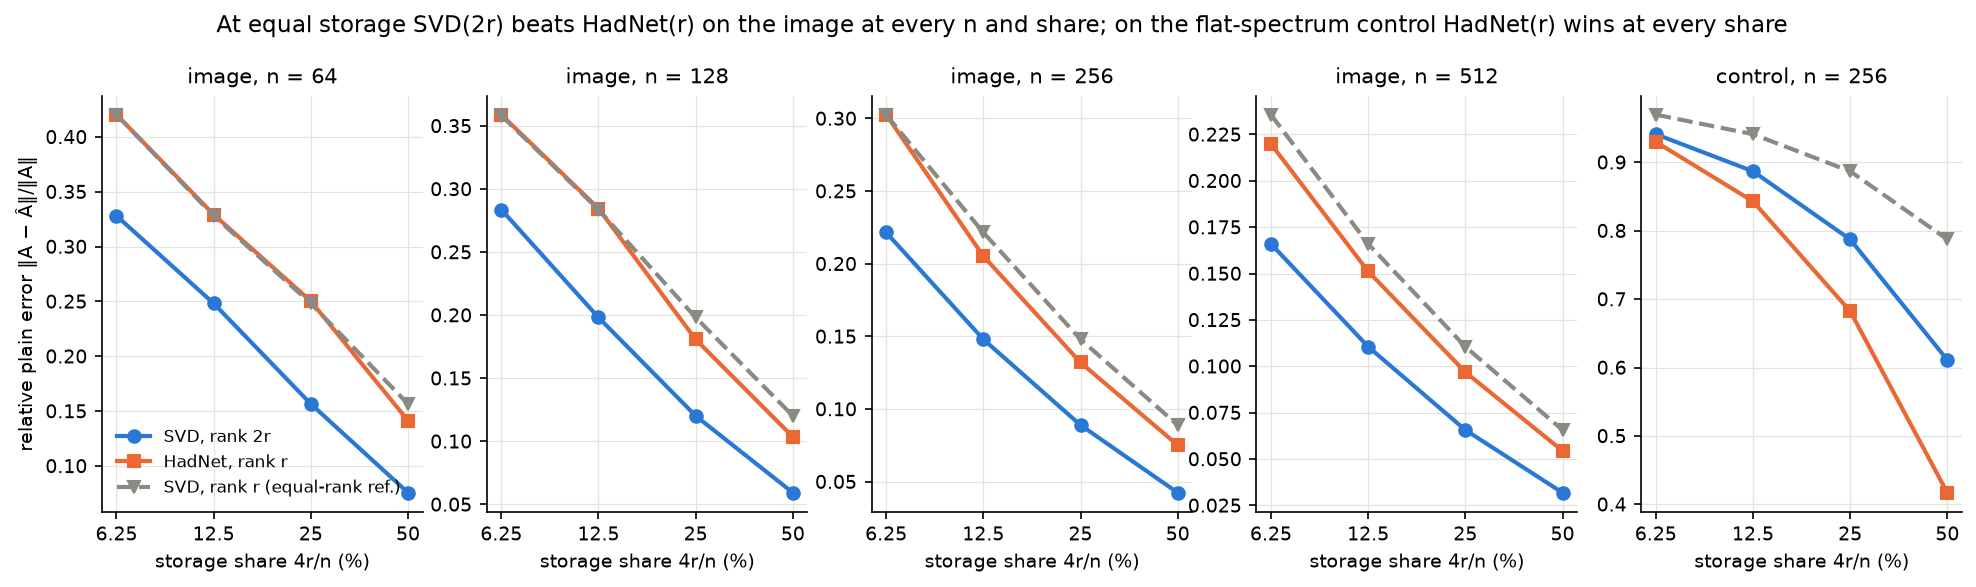 At equal storage SVD(2r) beats HadNet(r) on the image at every n and share; on the flat-spectrum control HadNet(r) wins at every share
image, n = 64
relative plain error ‖A − Â‖/‖A‖
0.40
0.35
0.30
0.25
0.20
0.15
0.10
SVD, rank 2r
HadNet, rank r
SVD, rank r (equal-rank ref.)
6.25 12.5 25 50
storage share 4r/n (%)
image, n = 128
0.35
0.30
0.25
0.20
0.15
0.10
0.05
6.25 12.5 25 50
storage share 4r/n (%)
image, n = 256
0.30
0.25
0.20
0.15
0.10
0.05
6.25 12.5 25 50
storage share 4r/n (%)
image, n = 512
0.225
0.200
0.175
0.150
0.125
0.100
0.075
0.050
0.025
6.25 12.5 25 50
storage share 4r/n (%)
control, n = 256
0.9
0.8
0.7
0.6
0.5
0.4
6.25 12.5 25 50
storage share 4r/n (%)